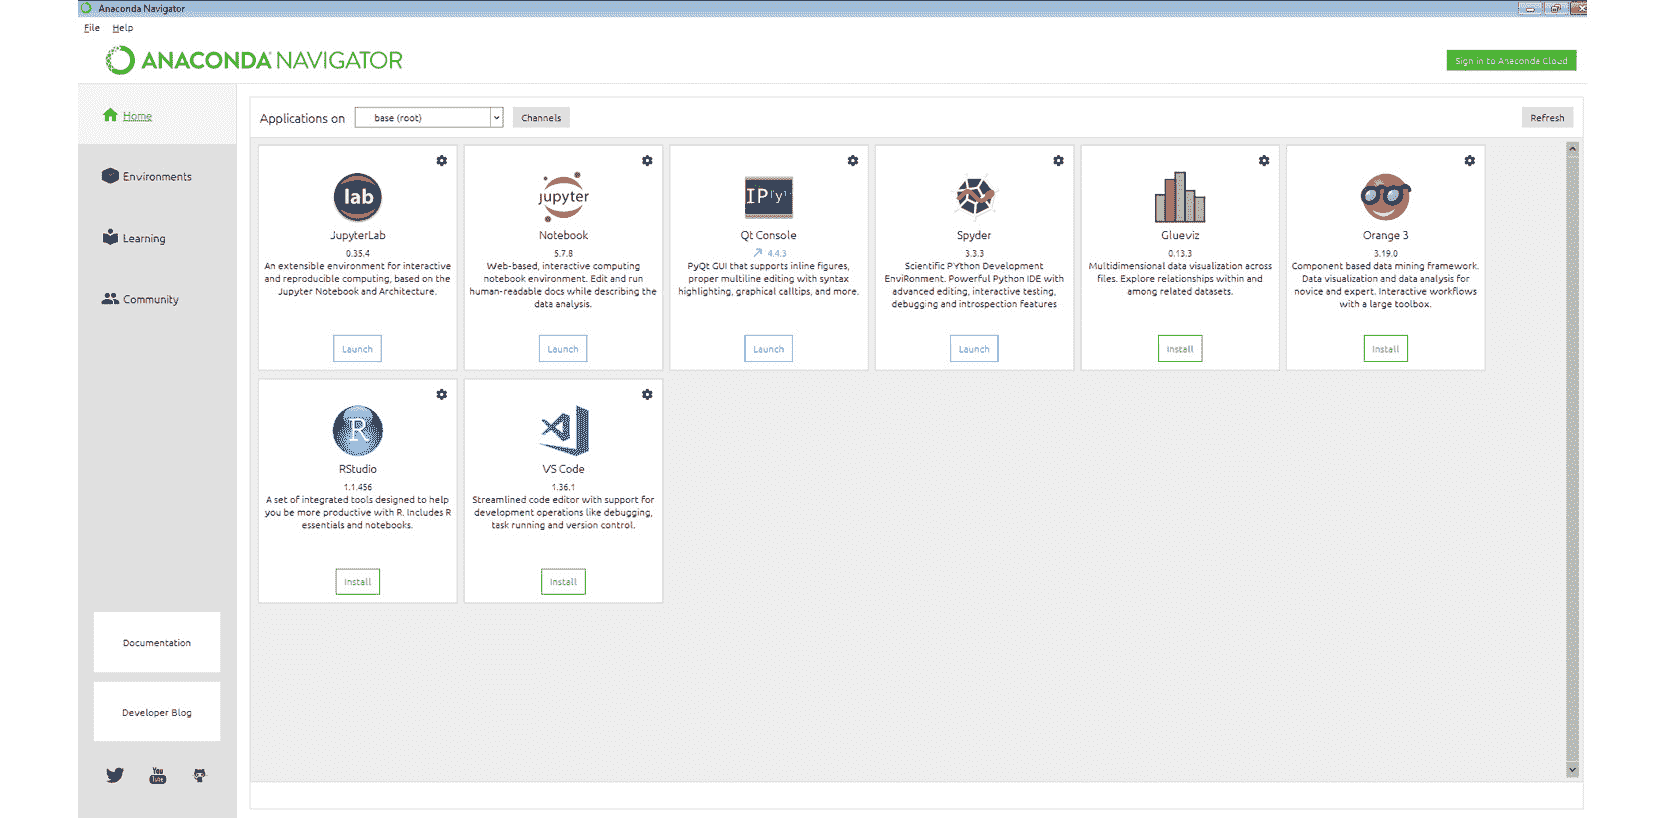 Anaconda Navigator
File Help
ANACONDA NAVIGATOR
Sign in to Anaconda Cloud
Home
Environments
Learning
Community
Documentation
Developer Blog
You
Tube
Applications on base (root) Channels Refresh
lab
JupyterLab
0.35.4
An extensible environment for interactive
and reproducible computing, based on the
Jupyter Notebook and Architecture.
Launch
jupyter
Notebook
5.7.8
Web-based, interactive computing
notebook environment. Edit and run
human-readable docs while describing the
data analysis.
Launch
IP[y]
Qt Console
4.4.3
PyQt GUI that supports inline figures,
proper multiline editing with syntax
highlighting, graphical calltips, and more.
Launch
Spyder
3.3.3
Scientific PYthon Development
EnviRonment. Powerful Python IDE with
advanced editing, interactive testing,
debugging and introspection features
Launch
Glueviz
0.13.3
Multidimensional data visualization across
files. Explore relationships within and
among related datasets.
Install
Orange 3
3.19.0
Component based data mining framework.
Data visualization and data analysis for
novice and expert. Interactive workflows
with a large toolbox.
Install
R
RStudio
1.1.456
A set of integrated tools designed to help
you be more productive with R. Includes R
essentials and notebooks.
Install
VS Code
1.36.1
Streamlined code editor with support for
development operations like debugging,
task running and version control.
Install